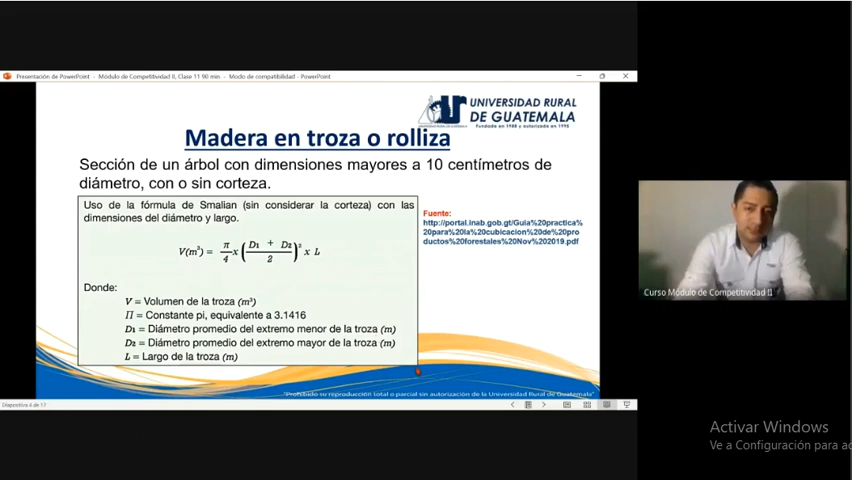 Presentación de PowerPoint - Módulo de Competitividad II, Clase 11 90 min - Modo de compatibilidad - PowerPoint
UNIVERSIDAD RURAL
DE GUATEMALA
Fundada en 1988 y autorizada en 1995
Madera en troza o rolliza
Sección de un árbol con dimensiones mayores a 10 centímetros de
diámetro, con o sin corteza.
Uso de la fórmula de Smalian (sin considerar la corteza) con las
dimensiones del diámetro y largo.
V(m³) = π/4 x ((D1 + D2)/2)² x L
Donde:
V = Volumen de la troza (m³)
Π = Constante pi, equivalente a 3.1416
D1 = Diámetro promedio del extremo menor de la troza (m)
D2 = Diámetro promedio del extremo mayor de la troza (m)
L = Largo de la troza (m)
Fuente:
http://portal.inab.gob.gt/Guia%20practica%
20para%20la%20cubicacion%20de%20pro
ductos%20forestales%20Nov%202019.pdf
"Prohibido su reproducción total o parcial sin autorización de la Universidad Rural de Guatemala"
Diapositiva 4 de 17
Curso Módulo de Competitividad II
Activar Windows
Ve a Configuración para ac